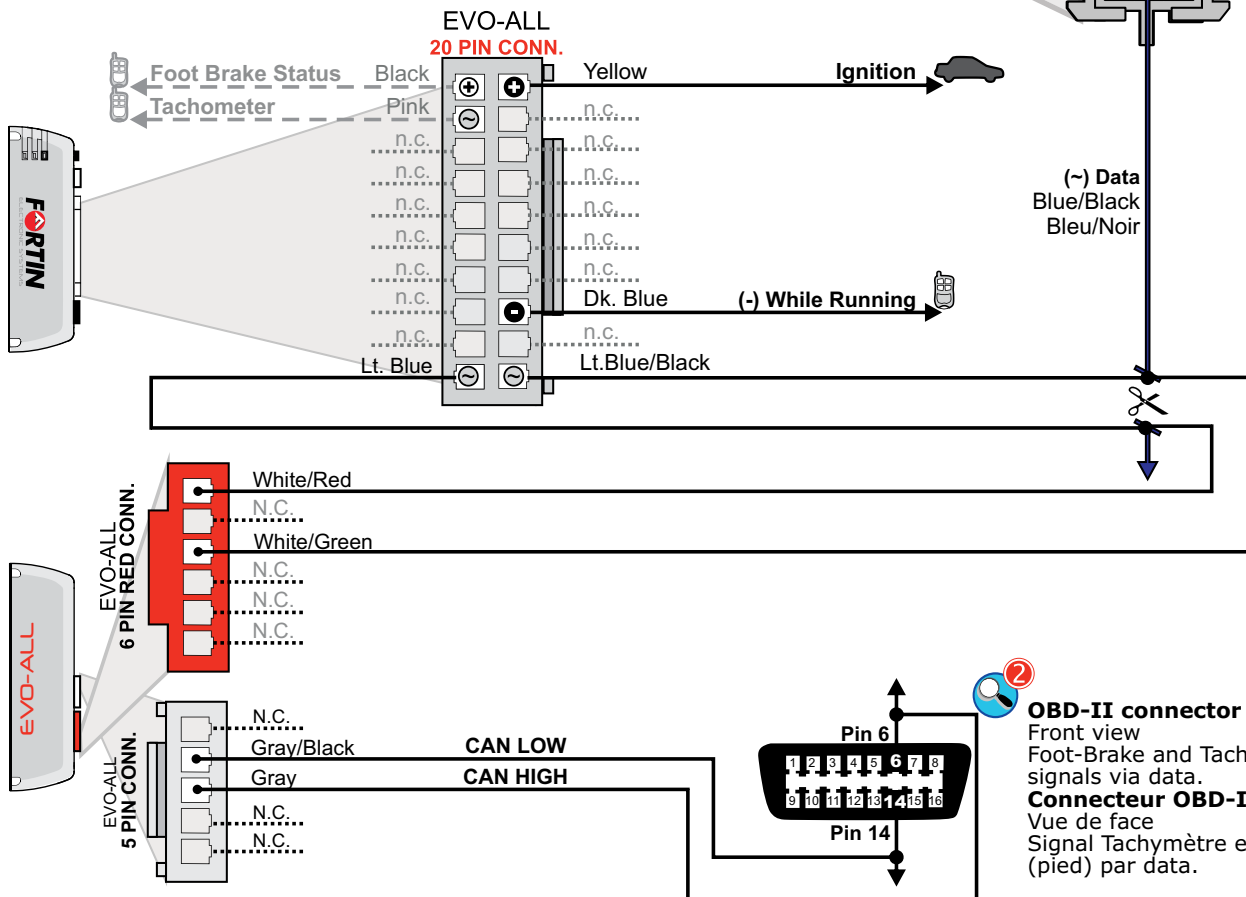 EVO-ALL
20 PIN CONN.
Foot Brake Status Black
Yellow Ignition
Tachometer Pink
n.c.
n.c. n.c.
n.c. n.c.
n.c. n.c.
n.c. n.c.
n.c. n.c.
n.c. Dk. Blue (-) While Running
n.c. n.c.
Lt. Blue Lt.Blue/Black
(~) Data
Blue/Black
Bleu/Noir
FORTIN
ELECTRONIC SYSTEMS
EVO-ALL
6 PIN RED CONN.
White/Red
N.C.
White/Green
N.C.
N.C.
N.C.
EVO-ALL
EVO-ALL
5 PIN CONN.
N.C.
Gray/Black CAN LOW
Gray CAN HIGH
N.C.
N.C.
Pin 6
1 2 3 4 5 6 7 8
9 10 11 12 13 14 15 16
Pin 14
2
OBD-II connector
Front view
Foot-Brake and Tach
signals via data.
Connecteur OBD-I
Vue de face
Signal Tachymètre e
(pied) par data.